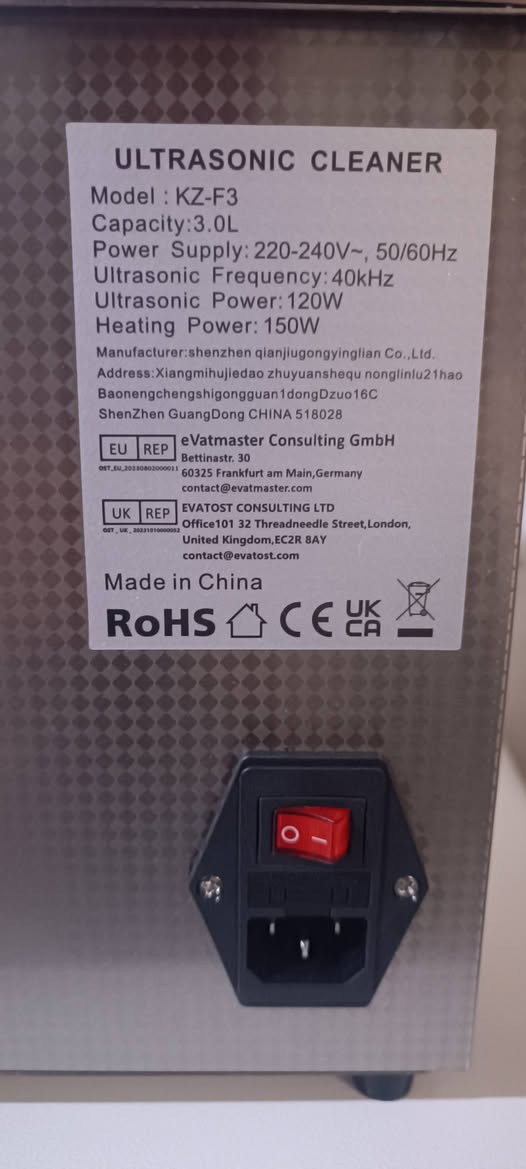 ULTRASONIC CLEANER
Model : KZ-F3
Capacity:3.0L
Power Supply: 220-240V~, 50/60Hz
Ultrasonic Frequency: 40kHz
Ultrasonic Power: 120W
Heating Power: 150W
Manufacturer:shenzhen qianjiugongyinglian Co.,Ltd.
Address:Xiangmihujiedao zhuyuanshequ nonglinlu21hao
Baonengchengshigongguan1dongDzuo16C
ShenZhen GuangDong CHINA 518028
EU REP eVatmaster Consulting GmbH
Bettinastr. 30
60325 Frankfurt am Main,Germany
contact@evatmaster.com
UK REP EVATOST CONSULTING LTD
Office101 32 Threadneedle Street,London,
United Kingdom,EC2R 8AY
contact@evatost.com
Made in China
RoHS CE UK CA